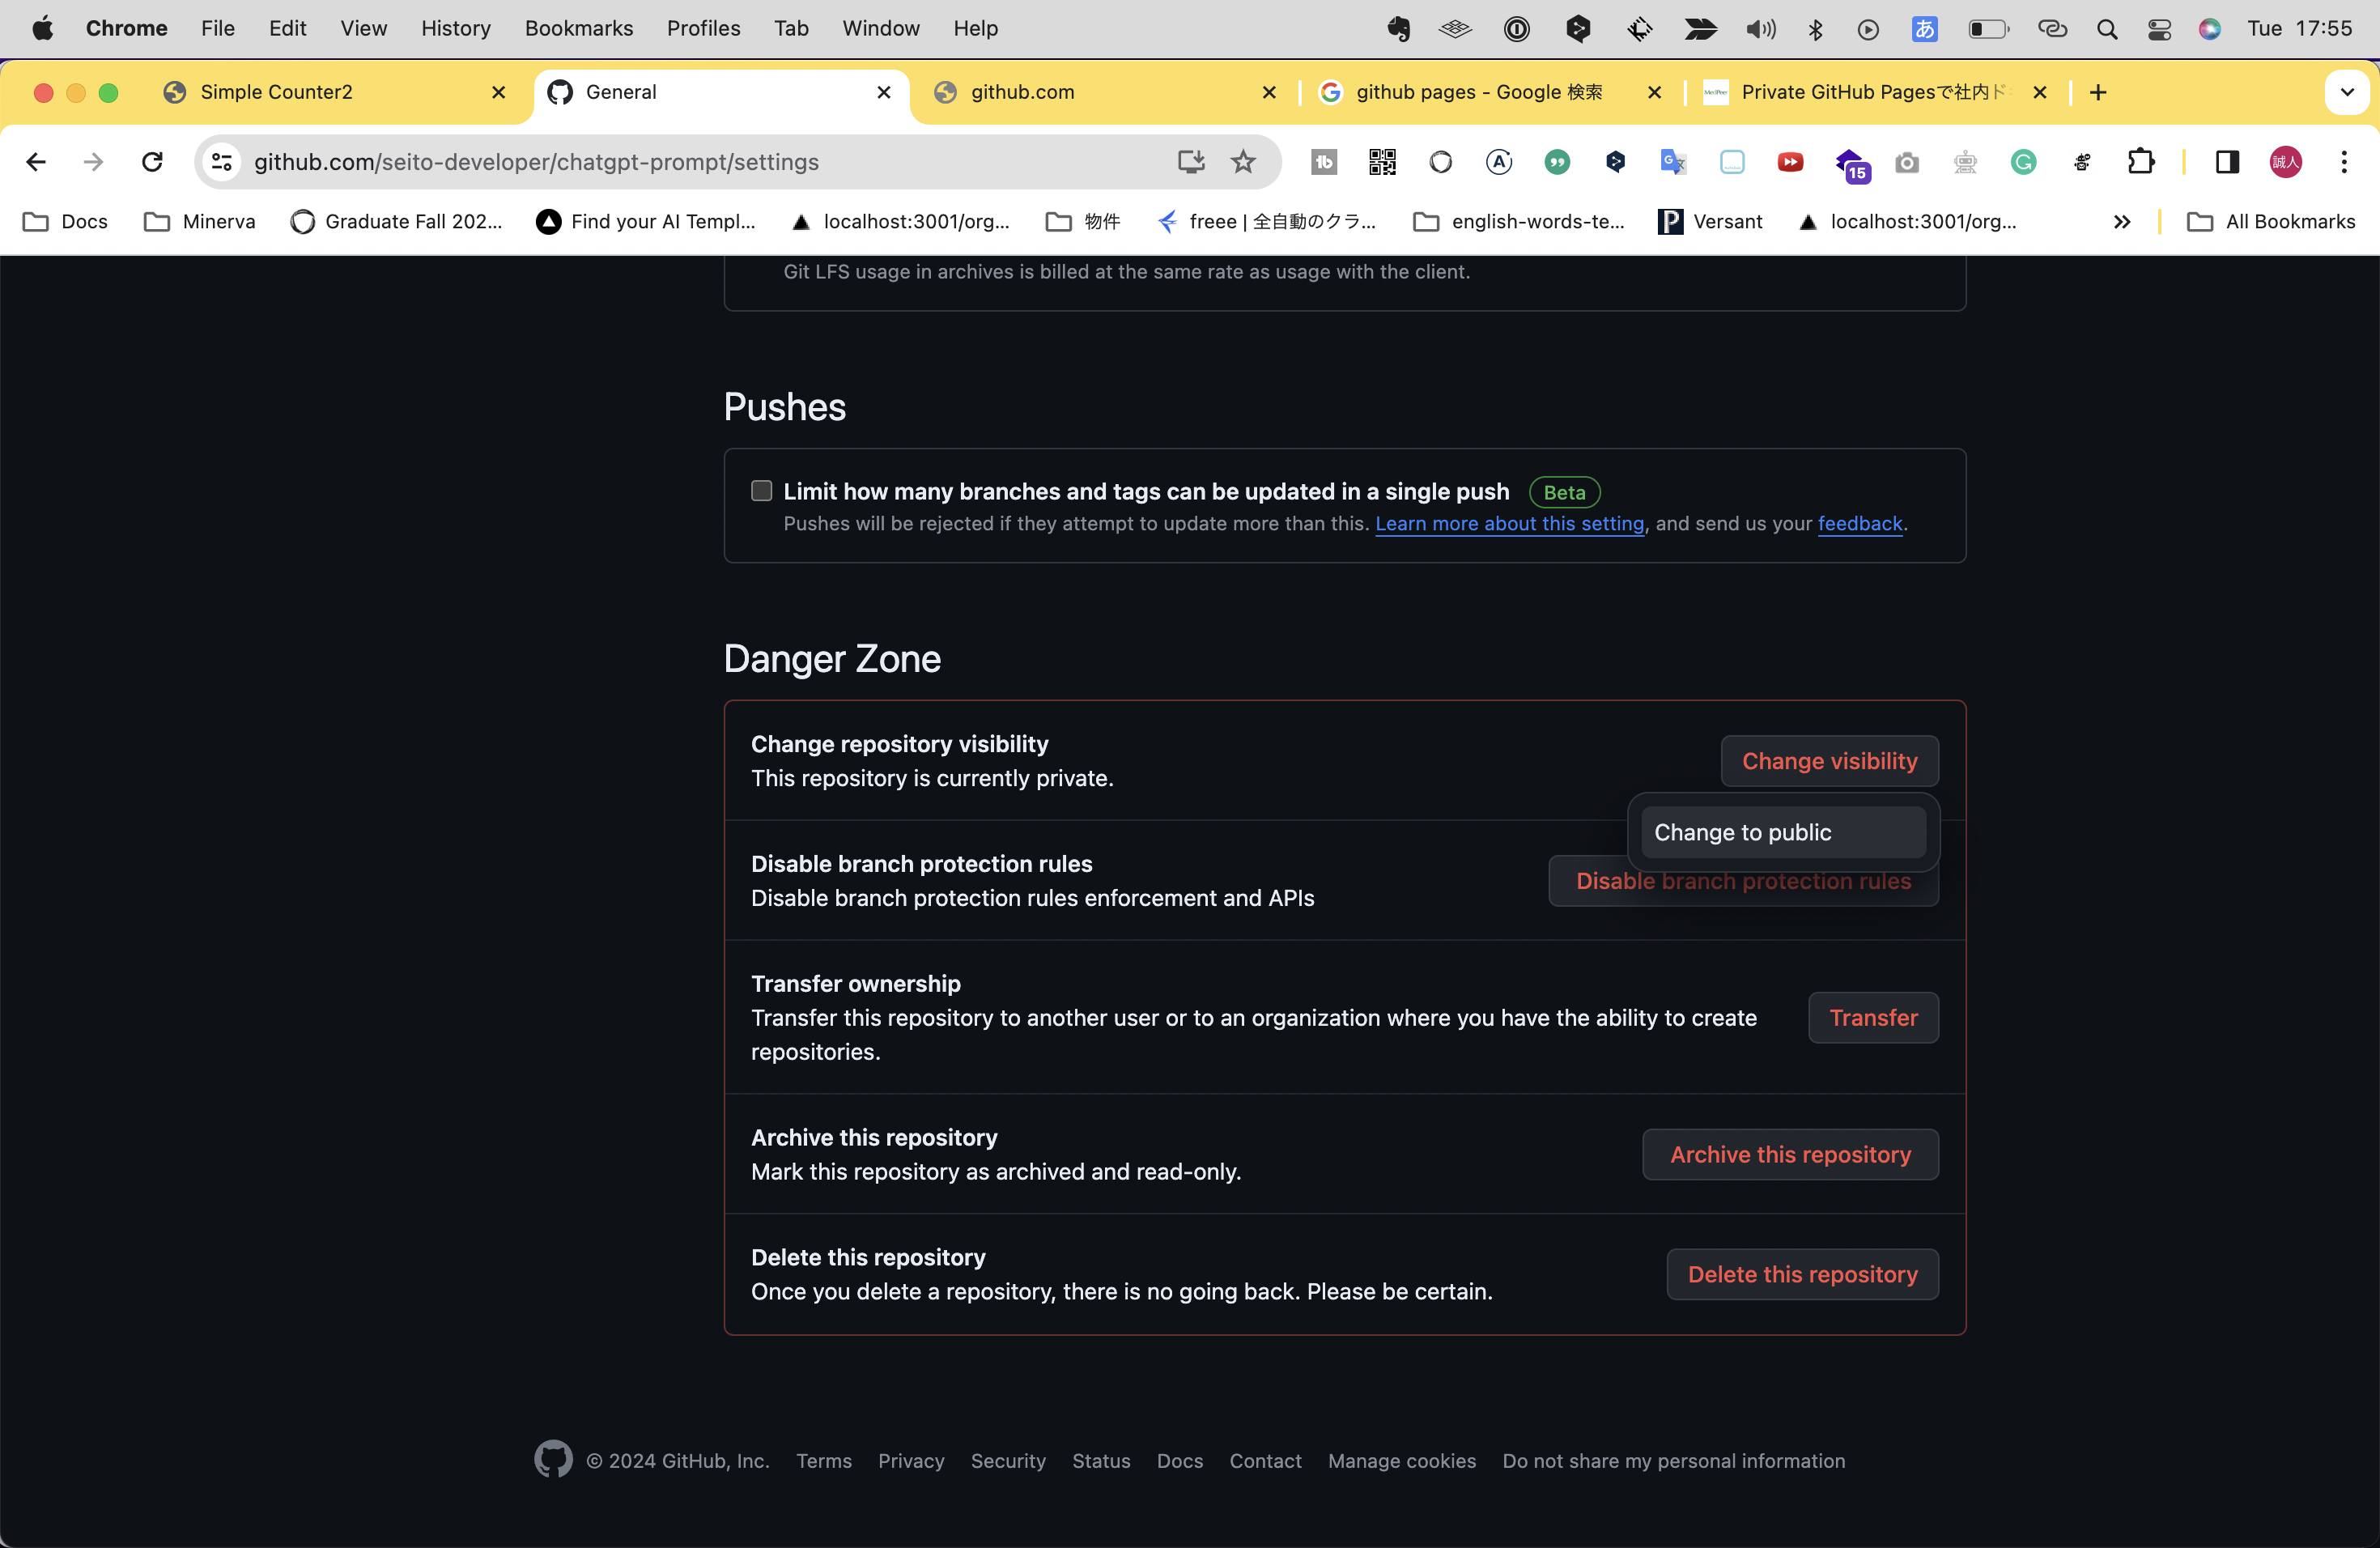 Chrome File Edit View History Bookmarks Profiles Tab Window Help あ Tue 17:55
Simple Counter2 General github.com github pages - Google 検索 Private GitHub Pagesで社内ド
github.com/seito-developer/chatgpt-prompt/settings 15 誠人
Docs Minerva Graduate Fall 202... Find your AI Templ... localhost:3001/org... 物件 freee | 全自動のクラ... english-words-te... Versant localhost:3001/org... All Bookmarks
Git LFS usage in archives is billed at the same rate as usage with the client.
Pushes
Limit how many branches and tags can be updated in a single push Beta
Pushes will be rejected if they attempt to update more than this. Learn more about this setting, and send us your feedback.
Danger Zone
Change repository visibility
This repository is currently private.
Change visibility
Change to public
Disable branch protection rules
Disable branch protection rules enforcement and APIs
Disable branch protection rules
Transfer ownership
Transfer this repository to another user or to an organization where you have the ability to create
repositories.
Transfer
Archive this repository
Mark this repository as archived and read-only.
Archive this repository
Delete this repository
Once you delete a repository, there is no going back. Please be certain.
Delete this repository
© 2024 GitHub, Inc. Terms Privacy Security Status Docs Contact Manage cookies Do not share my personal information